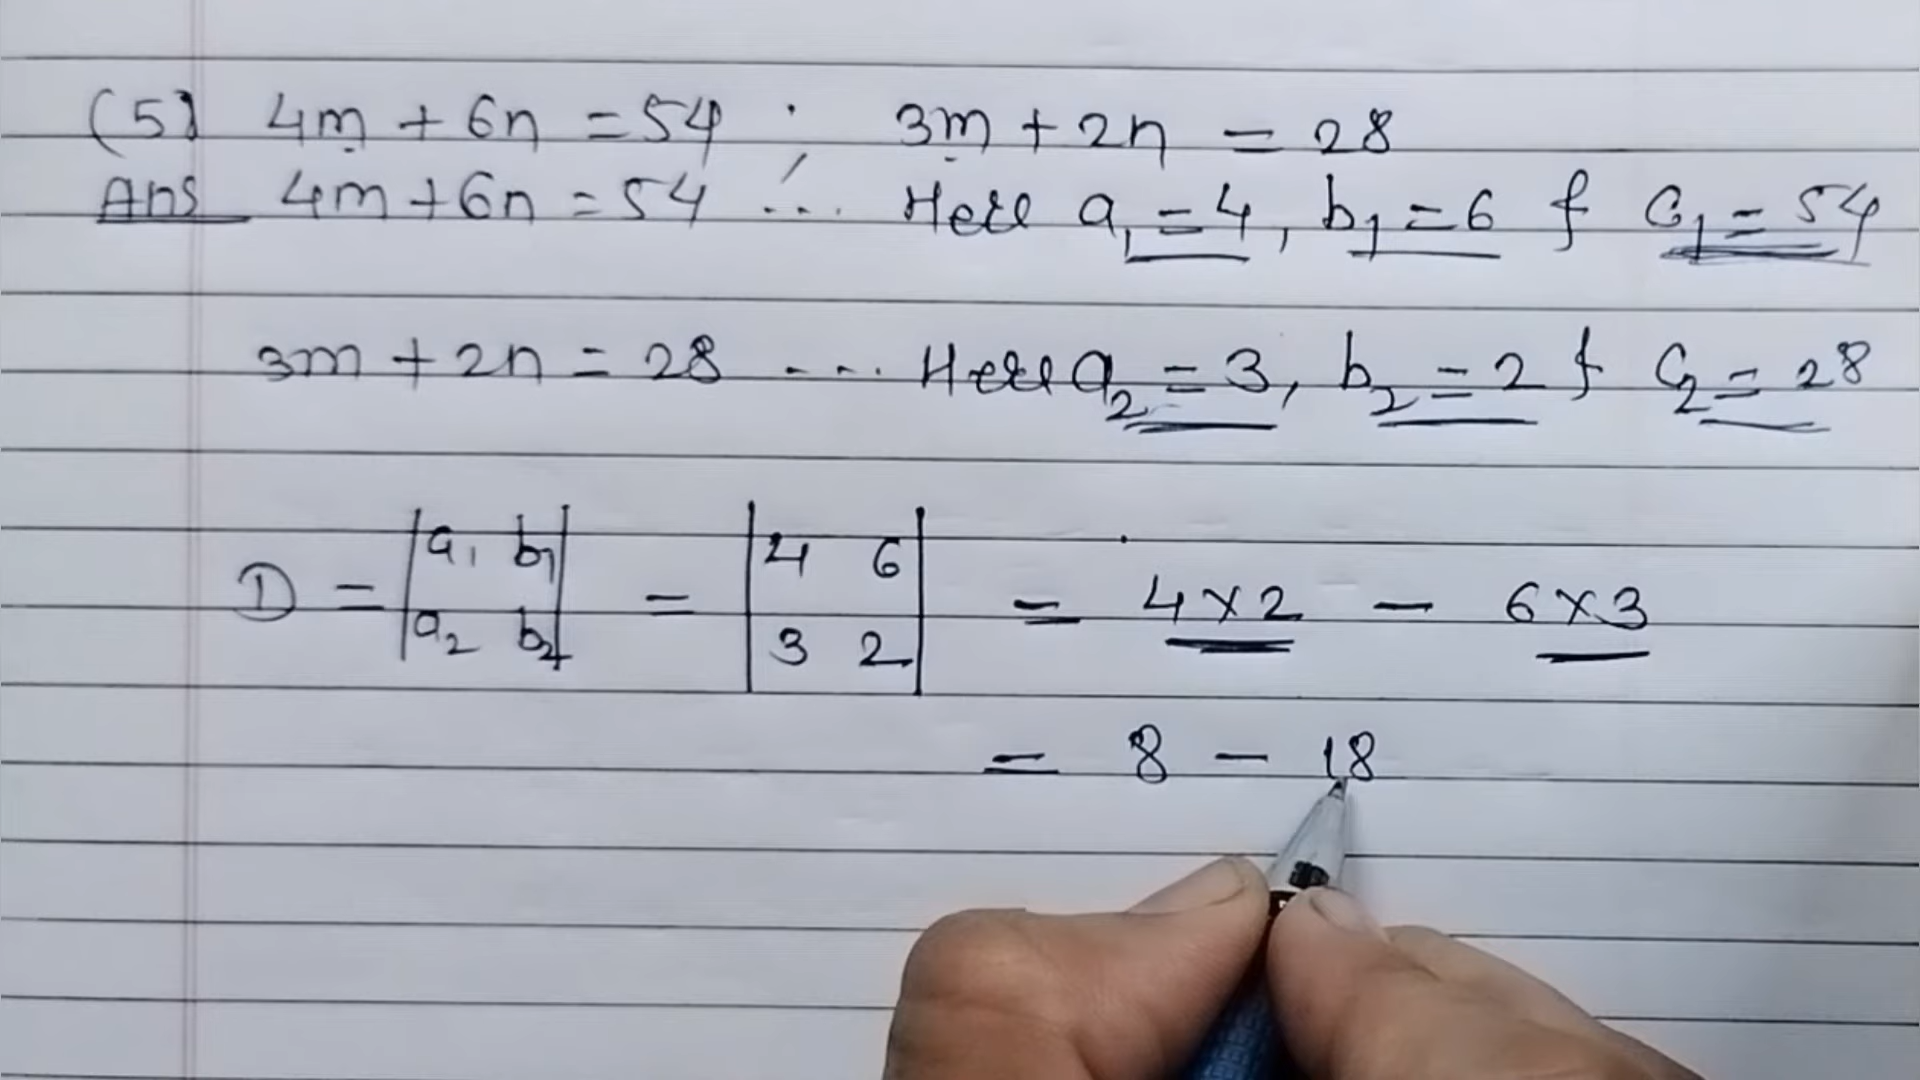 (5) 4m + 6n = 54 ; 3m + 2n = 28
Ans 4m + 6n = 54 ... Here a₁ = 4, b₁ = 6 & c₁ = 54
3m + 2n = 28 ... Here a₂ = 3, b₂ = 2 & c₂ = 28
D = |a₁ b₁| = |4 6| = 4×2 – 6×3
|a₂ b₂| |3 2|
= 8 – 18